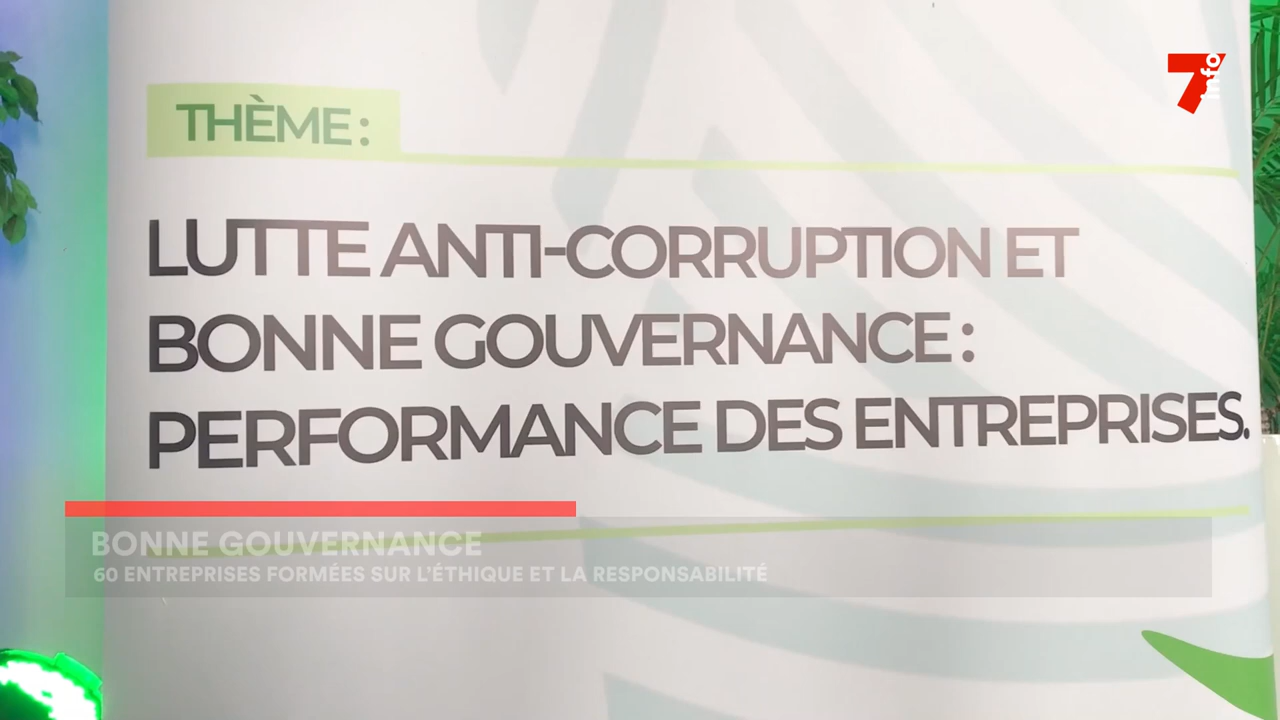 7info
THÈME :
LUTTE ANTI-CORRUPTION ET
BONNE GOUVERNANCE :
PERFORMANCE DES ENTREPRISES.
BONNE GOUVERNANCE
60 ENTREPRISES FORMÉES SUR L'ÉTHIQUE ET LA RESPONSABILITÉ